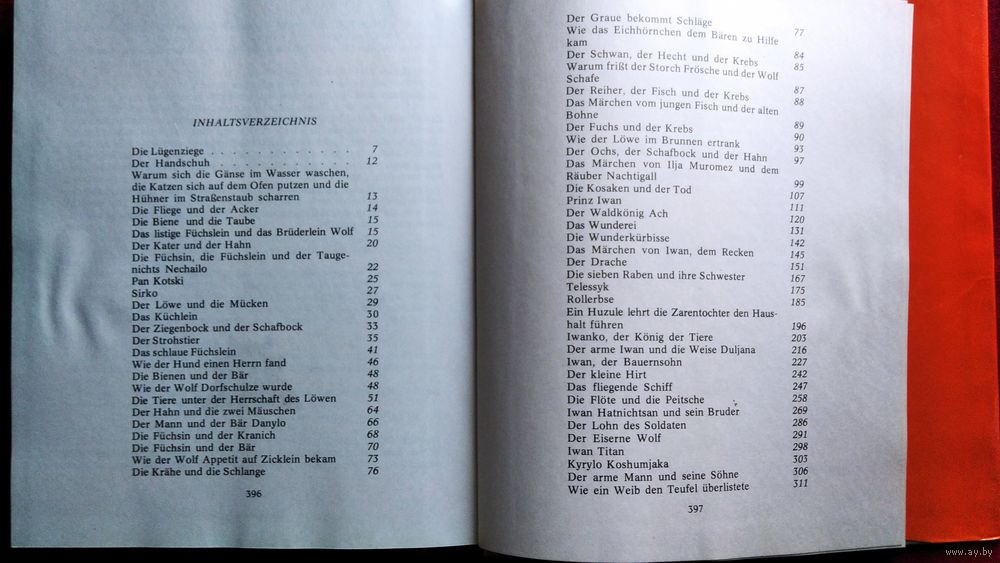 INHALTSVERZEICHNIS
Die Lügenziege . . . . . . . . . . . . 7
Der Handschuh . . . . . . . . . . . 12
Warum sich die Gänse im Wasser waschen,
die Katzen sich auf dem Ofen putzen und die
Hühner im Straßenstaub scharren 13
Die Fliege und der Acker 14
Die Biene und die Taube 15
Das listige Füchslein und das Brüderlein Wolf 15
Der Kater und der Hahn 20
Die Füchsin, die Füchslein und der Tauge-
nichts Nechailo 22
Pan Kotski 25
Sirko 27
Der Löwe und die Mücken 29
Das Küchlein 30
Der Ziegenbock und der Schafbock 33
Der Strohstier 35
Das schlaue Füchslein 41
Wie der Hund einen Herrn fand 46
Die Bienen und der Bär 48
Wie der Wolf Dorfschulze wurde 48
Die Tiere unter der Herrschaft des Löwen 51
Der Hahn und die zwei Mäuschen 64
Der Mann und der Bär Danylo 66
Die Füchsin und der Kranich 68
Die Füchsin und der Bär 70
Wie der Wolf Appetit auf Zicklein bekam 73
Die Krähe und die Schlange 76
396
Der Graue bekommt Schläge 77
Wie das Eichhörnchen dem Bären zu Hilfe
kam 84
Der Schwan, der Hecht und der Krebs 85
Warum frißt der Storch Frösche und der Wolf
Schafe 87
Der Reiher, der Fisch und der Krebs 88
Das Märchen vom jungen Fisch und der alten
Bohne 89
Der Fuchs und der Krebs 90
Wie der Löwe im Brunnen ertrank 93
Der Ochs, der Schafbock und der Hahn 97
Das Märchen von Ilja Muromez und dem
Räuber Nachtigall 99
Die Kosaken und der Tod 107
Prinz Iwan 111
Der Waldkönig Ach 120
Das Wunderei 131
Die Wunderkürbisse 142
Das Märchen von Iwan, dem Recken 145
Der Drache 151
Die sieben Raben und ihre Schwester 167
Telessyk 175
Rollerbse 185
Ein Huzule lehrt die Zarentochter den Haus-
halt führen 196
Iwanko, der König der Tiere 203
Der arme Iwan und die Weise Duljana 216
Iwan, der Bauernsohn 227
Der kleine Hirt 242
Das fliegende Schiff 247
Die Flöte und die Peitsche 258
Iwan Hatnichtsan und sein Bruder 269
Der Lohn des Soldaten 286
Der Eiserne Wolf 291
Iwan Titan 298
Kyrylo Koshumjaka 303
Der arme Mann und seine Söhne 306
Wie ein Weib den Teufel überlistete 311
397
www.ay.by